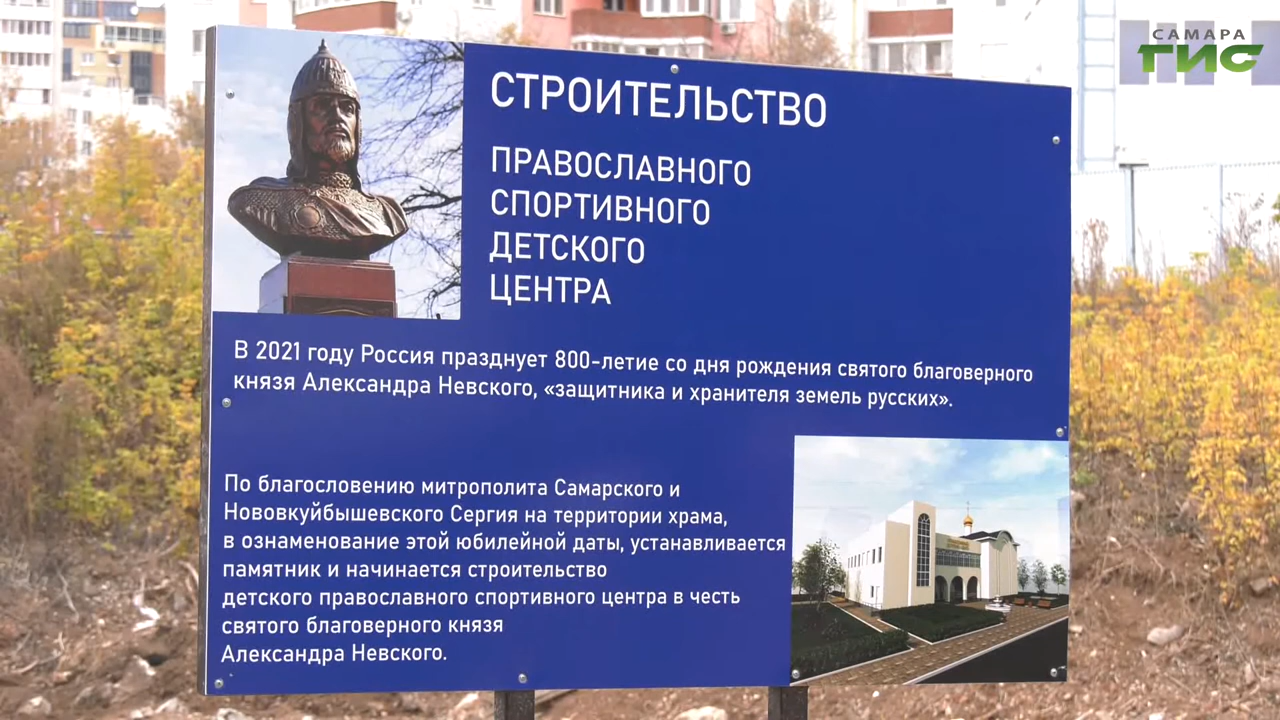 САМАРА
ГИС
СТРОИТЕЛЬСТВО
ПРАВОСЛАВНОГО
СПОРТИВНОГО
ДЕТСКОГО
ЦЕНТРА
В 2021 году Россия празднует 800-летие со дня рождения святого благоверного
князя Александра Невского, «защитника и хранителя земель русских».
По благословению митрополита Самарского и
Нововкуйбышевского Сергия на территории храма,
в ознаменование этой юбилейной даты, устанавливается
памятник и начинается строительство
детского православного спортивного центра в честь
святого благоверного князя
Александра Невского.